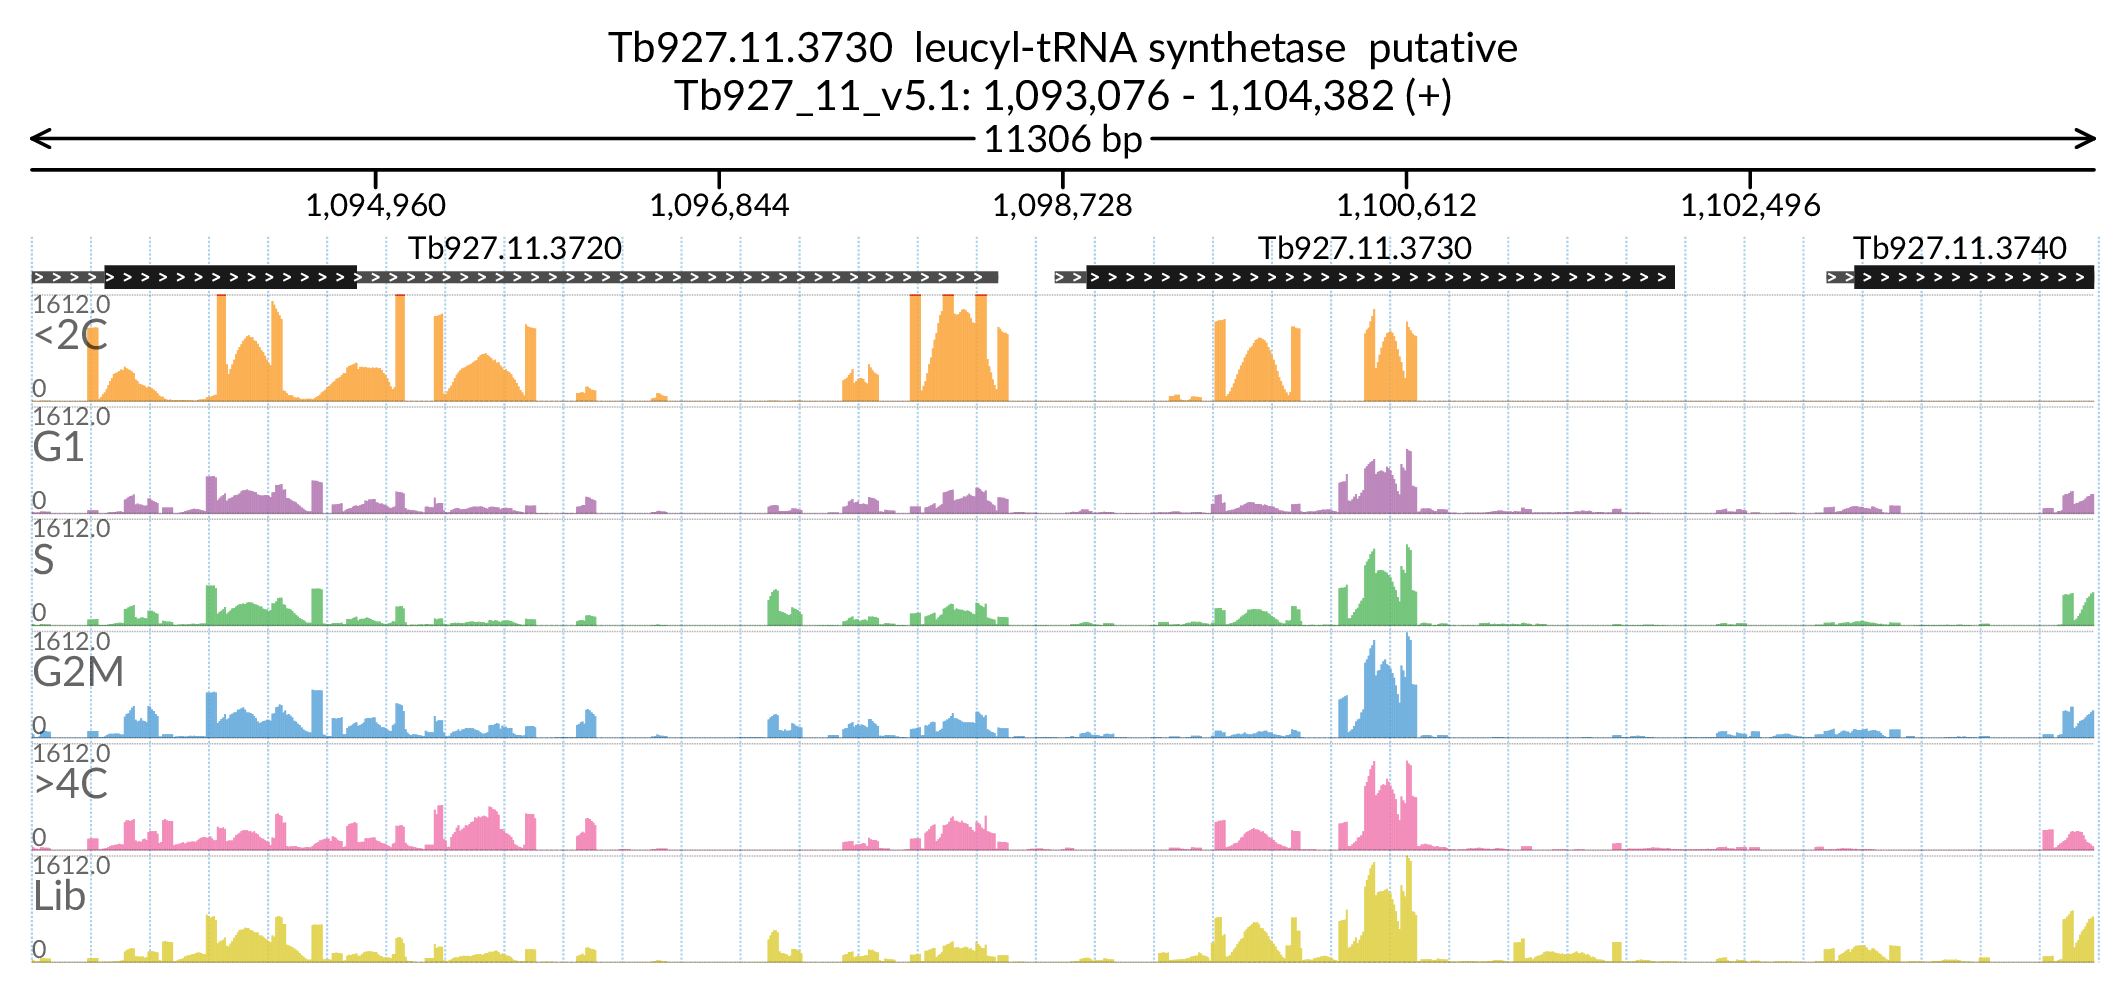 Tb927.11.3730 leucyl-tRNA synthetase putative
Tb927_11_v5.1: 1,093,076 - 1,104,382 (+)
11306 bp
1,094,960 1,096,844 1,098,728 1,100,612 1,102,496
Tb927.11.3720 Tb927.11.3730 Tb927.11.3740
1612.0
<2C
0
1612.0
G1
0
1612.0
S
0
1612.0
G2M
0
1612.0
>4C
0
1612.0
Lib
0